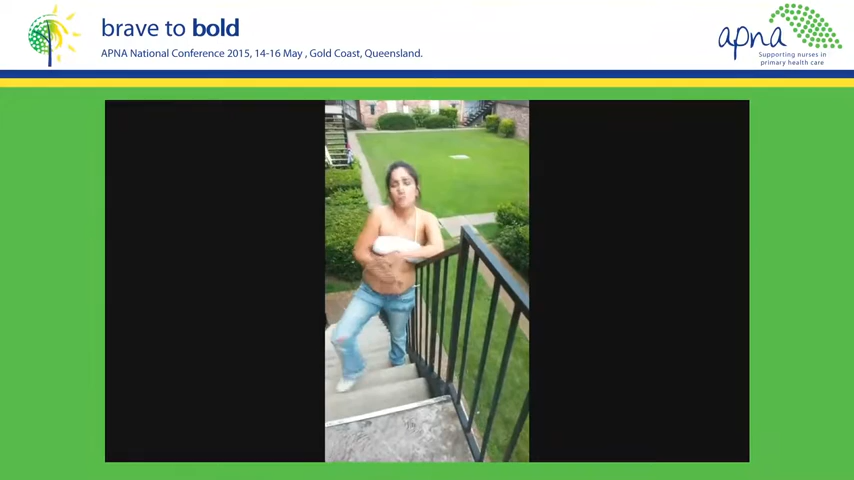 brave to bold
APNA National Conference 2015, 14-16 May , Gold Coast, Queensland.
apna
Supporting nurses in
primary health care